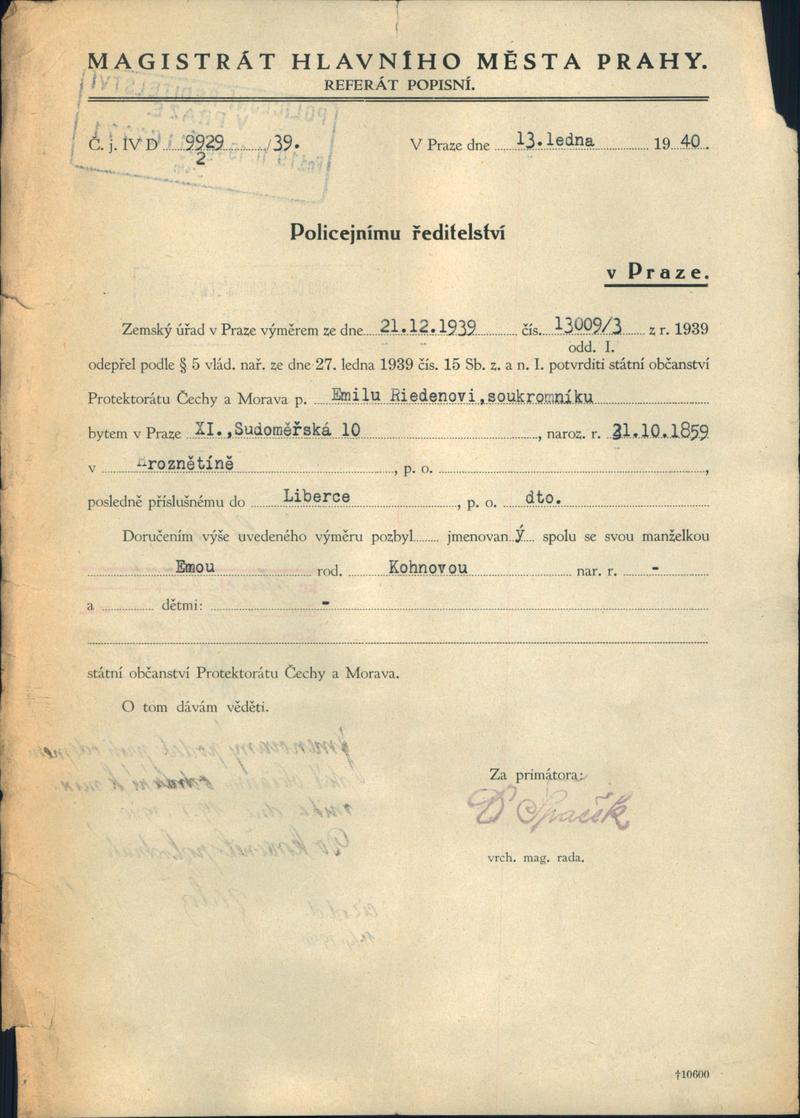 MAGISTRÁT HLAVNÍHO MĚSTA PRAHY.
REFERÁT POPISNÍ.
Č. j. IV D 9929/39.
2
V Praze dne 13.ledna 1940.
Policejnímu ředitelství
v Praze.
Zemský úřad v Praze výměrem ze dne 21.12.1939 čís. 13009/3 z r. 1939
odd. I.
odepřel podle § 5 vlád. nař. ze dne 27. ledna 1939 čís. 15 Sb. z. a n. I. potvrditi státní občanství
Protektorátu Čechy a Morava p. Emilu Riedenovi,soukromníku
bytem v Praze XI.,Sudoměřská 10, naroz. r. 31.10.1859
v Hroznětíně, p. o. ,
posledně příslušnému do Liberce, p. o. dto.
Doručením výše uvedeného výměru pozbyl jmenovaný spolu se svou manželkou
Emou rod. Kohnovou nar. r. -
a dětmi: -
státní občanství Protektorátu Čechy a Morava.
O tom dávám věděti.
Za primátora:
D Spačík
vrch. mag. rada.
†10600